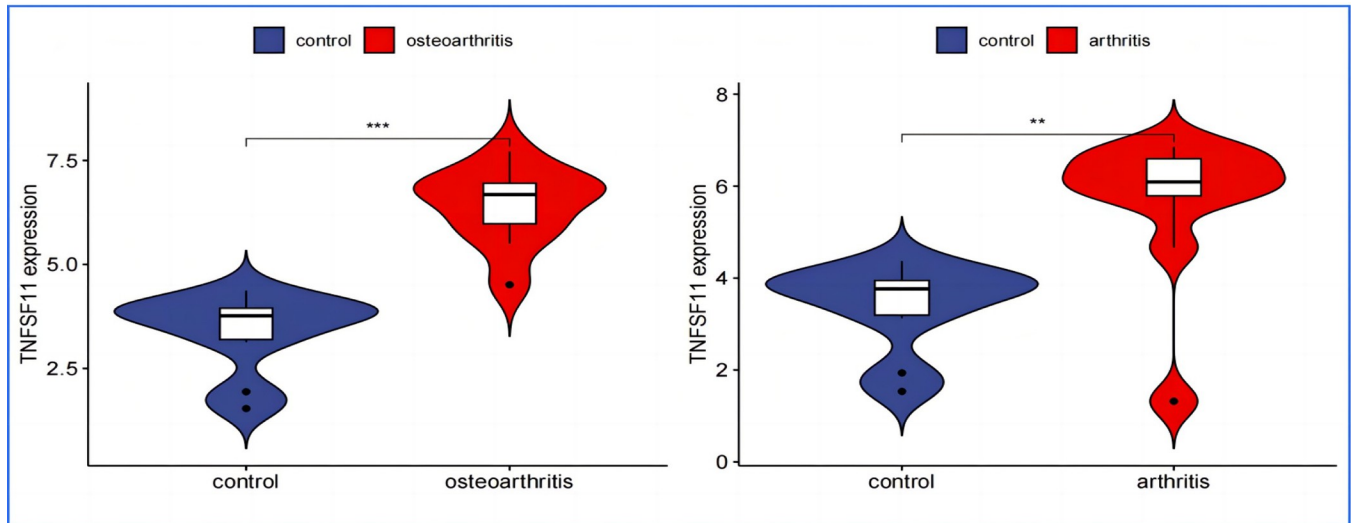 control osteoarthritis
TNFSF11 expression
7.5
5.0
2.5
***
control osteoarthritis
control arthritis
TNFSF11 expression
8
6
4
2
0
**
control arthritis